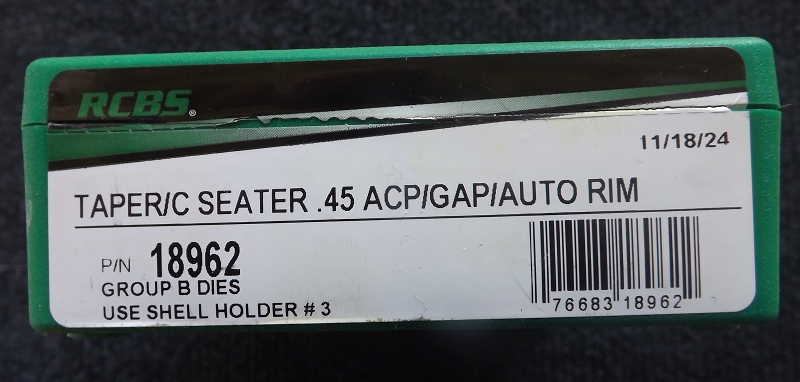 RCBS®
11/18/24
TAPER/C SEATER .45 ACP/GAP/AUTO RIM
P/N 18962
GROUP B DIES
USE SHELL HOLDER # 3
76683 18962